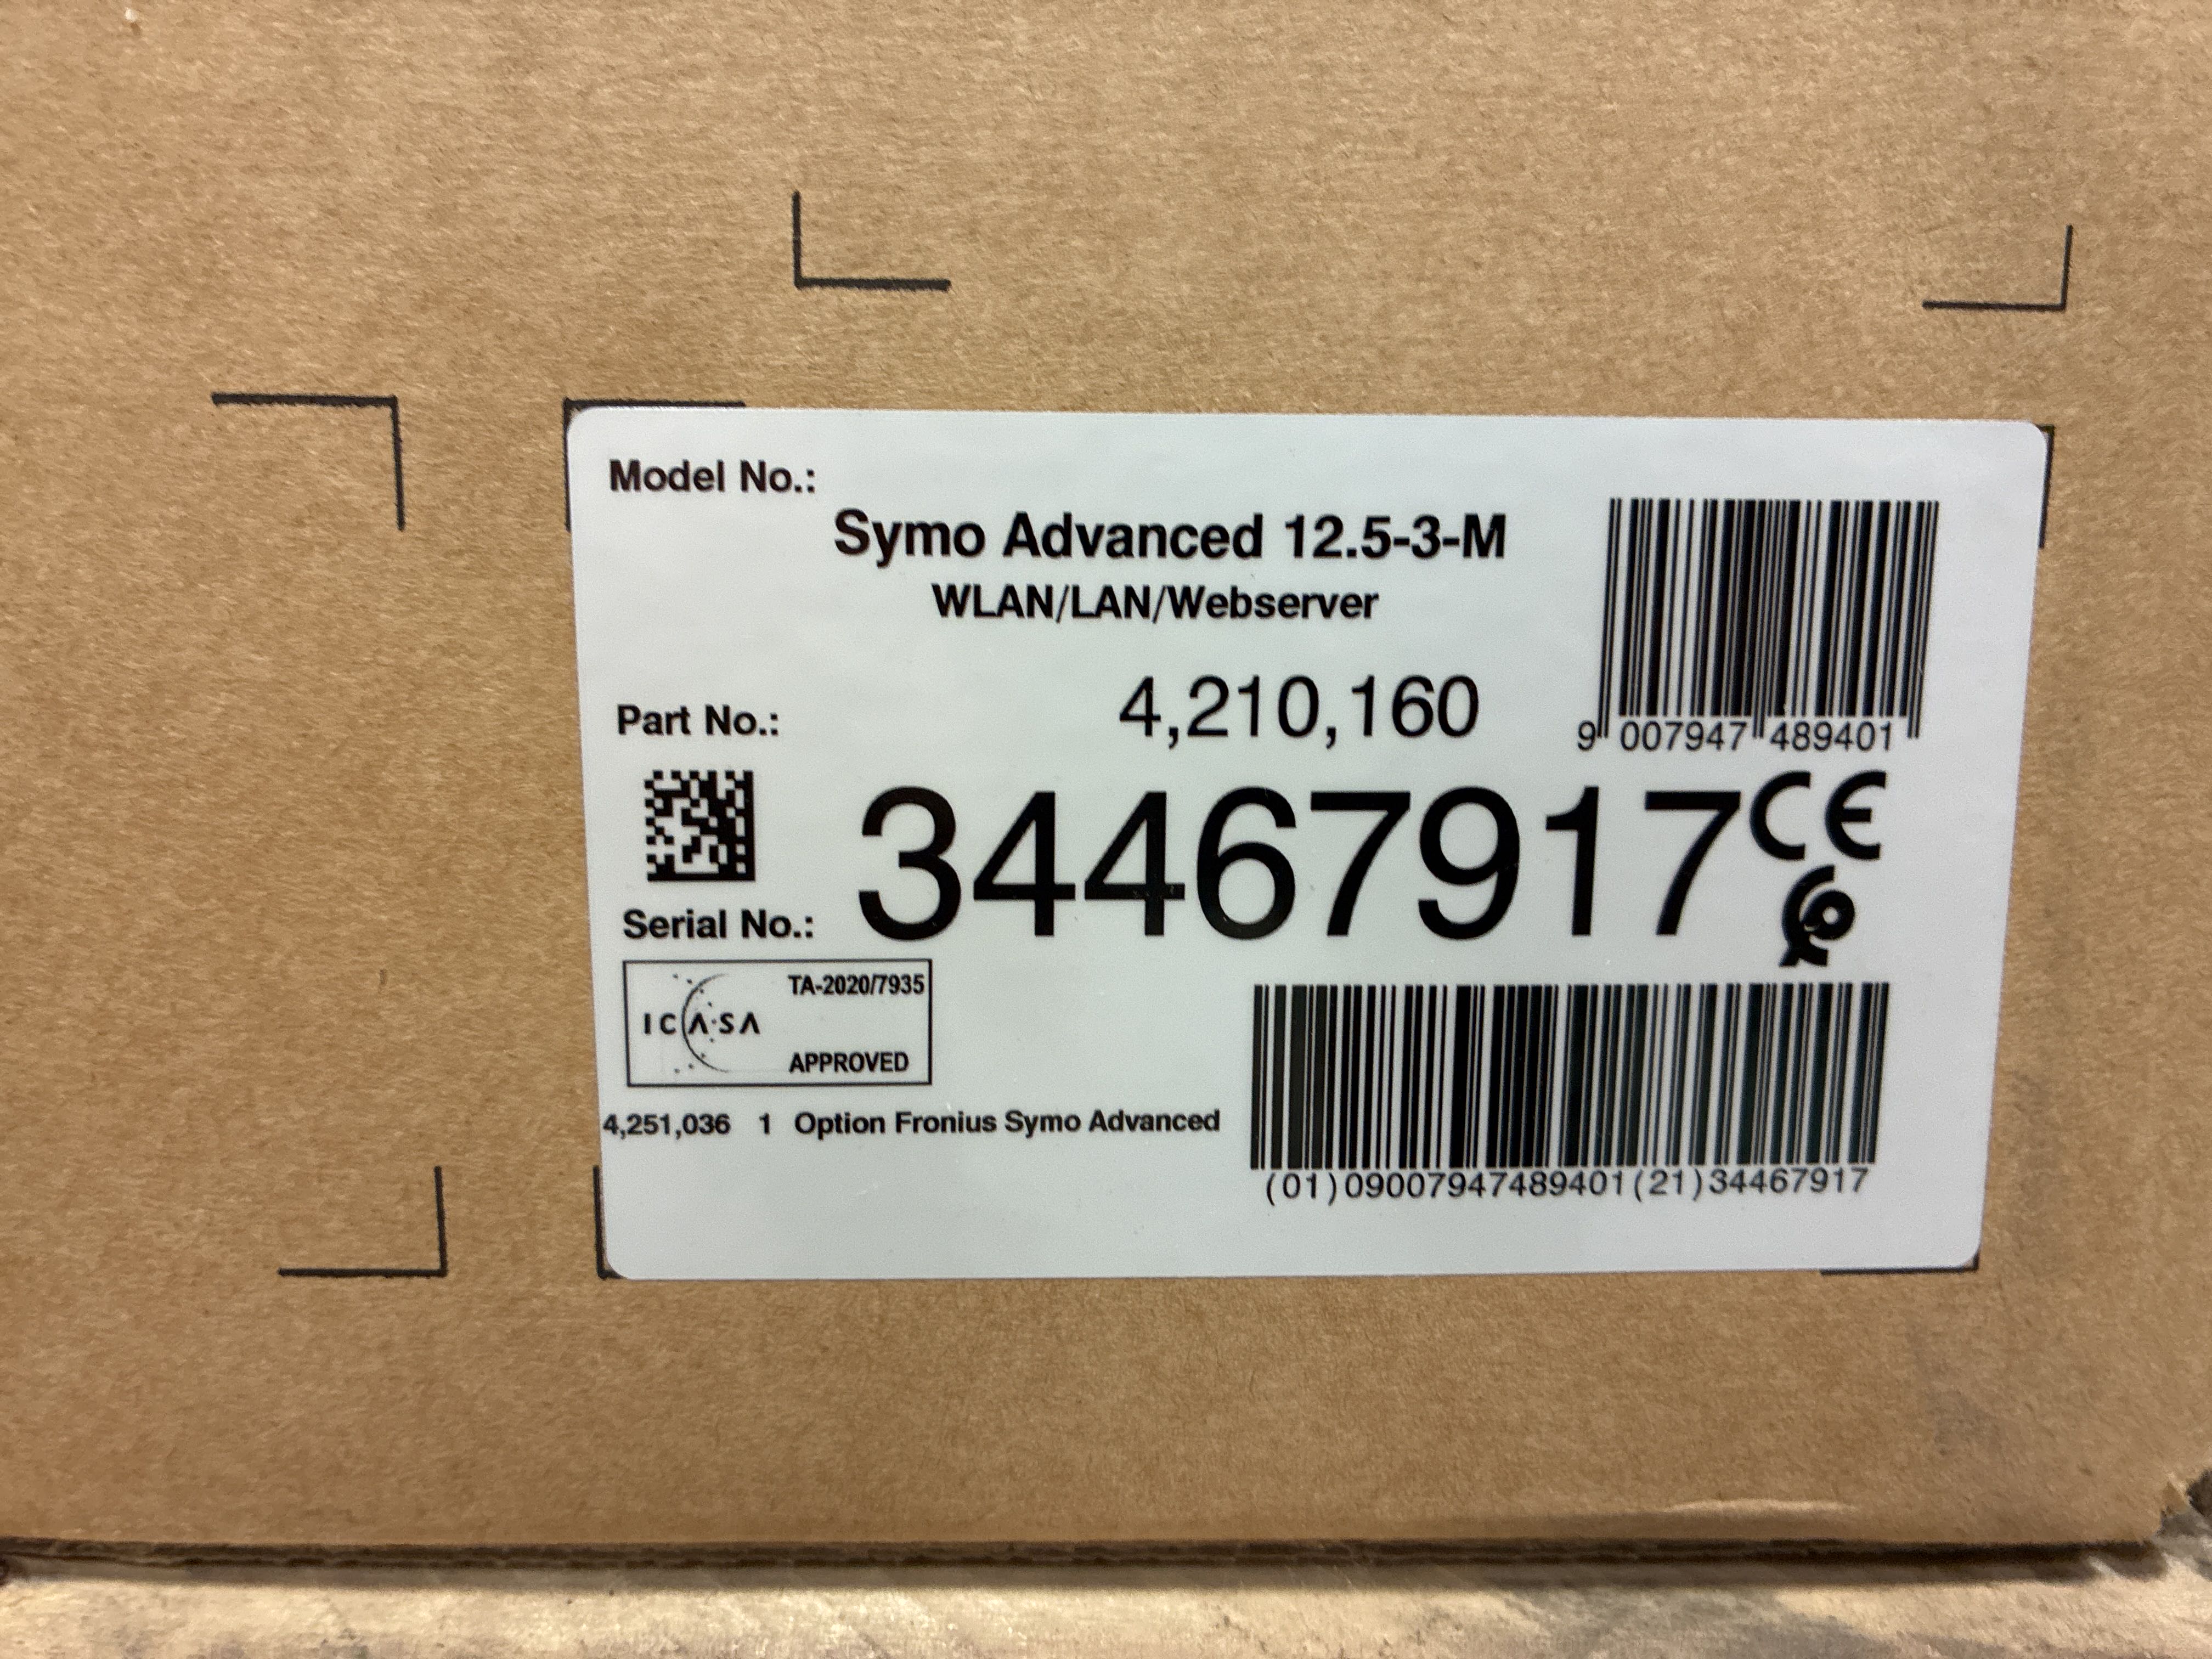 Model No.:
Symo Advanced 12.5-3-M
WLAN/LAN/Webserver
Part No.:
4,210,160
9 007947 489401
Serial No.:
34467917
CE
ICASA
TA-2020/7935
APPROVED
4,251,036 1 Option Fronius Symo Advanced
(01)09007947489401(21)34467917